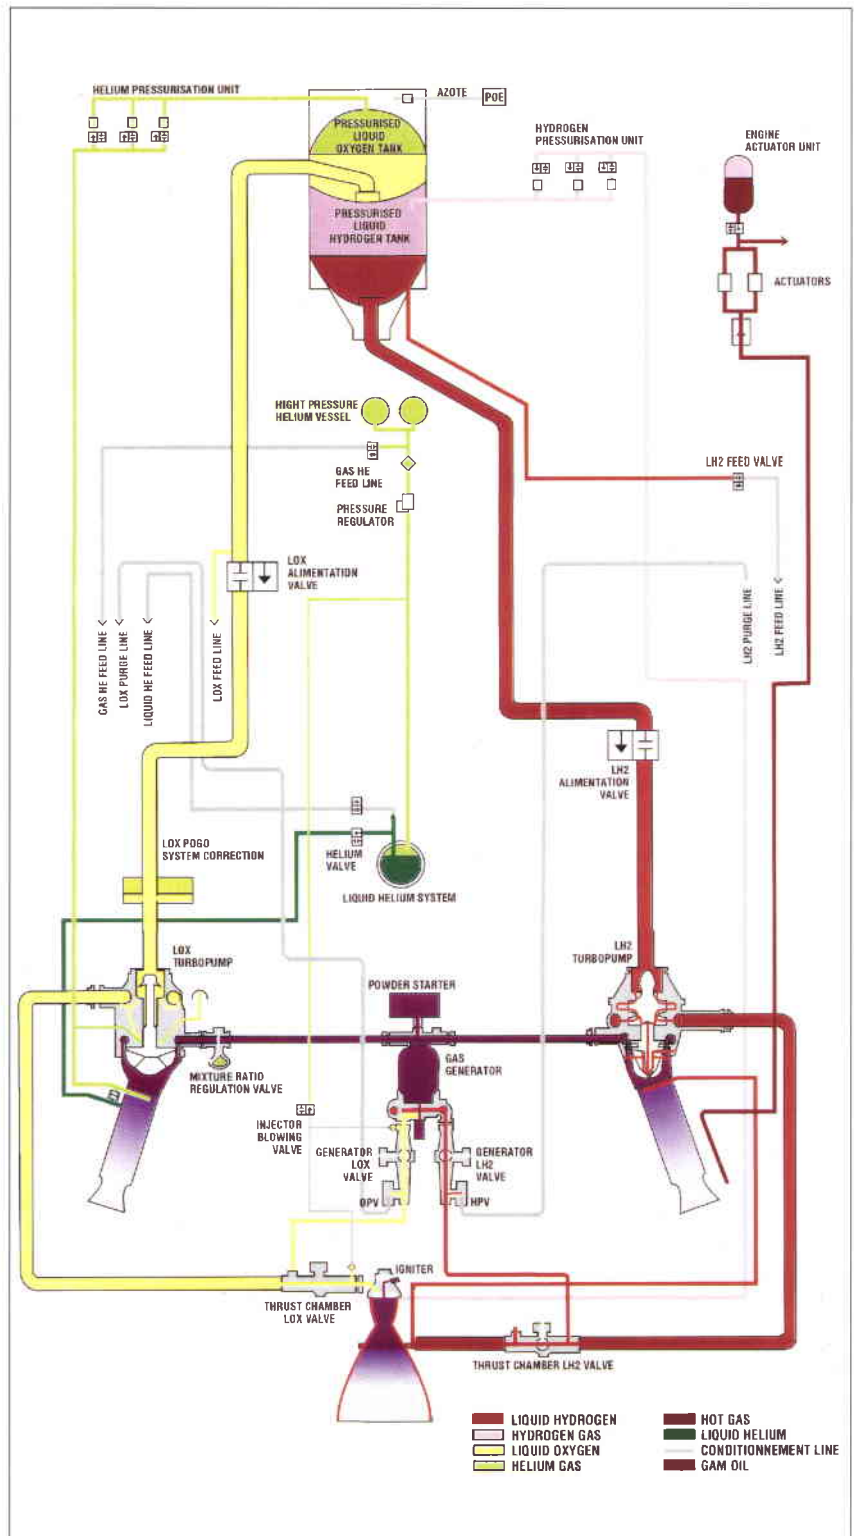 HELIUM PRESSURISATION UNIT
AZOTE
POE
PRESSURISED
LIQUID
OXYGEN TANK
HYDROGEN
PRESSURISATION UNIT
ENGINE
ACTUATOR UNIT
PRESSURISED
LIQUID
HYDROGEN TANK
ACTUATORS
HIGHT PRESSURE
HELIUM VESSEL
GAS HE
FEED LINE
LH2 FEED VALVE
PRESSURE
REGULATOR
LOX
ALIMENTATION
VALVE
GAS HE FEED LINE
LOX PURGE LINE
LIQUID HE FEED LINE
LOX FEED LINE
LH2 PURGE LINE
LH2 FEED LINE
LH2
ALIMENTATION
VALVE
LOX POGO
SYSTEM CORRECTION
HELIUM
VALVE
LIQUID HELIUM SYSTEM
LOX
TURBOPUMP
LH2
TURBOPUMP
POWDER STARTER
GAS
GENERATOR
MIXTURE RATIO
REGULATION VALVE
INJECTOR
BLOWING
VALVE
GENERATOR
LOX
VALVE
GENERATOR
LH2
VALVE
OPV
HPV
IGNITER
THRUST CHAMBER
LOX VALVE
THRUST CHAMBER LH2 VALVE
LIQUID HYDROGEN
HYDROGEN GAS
LIQUID OXYGEN
HELIUM GAS
HOT GAS
LIQUID HELIUM
CONDITIONNEMENT LINE
GAM OIL